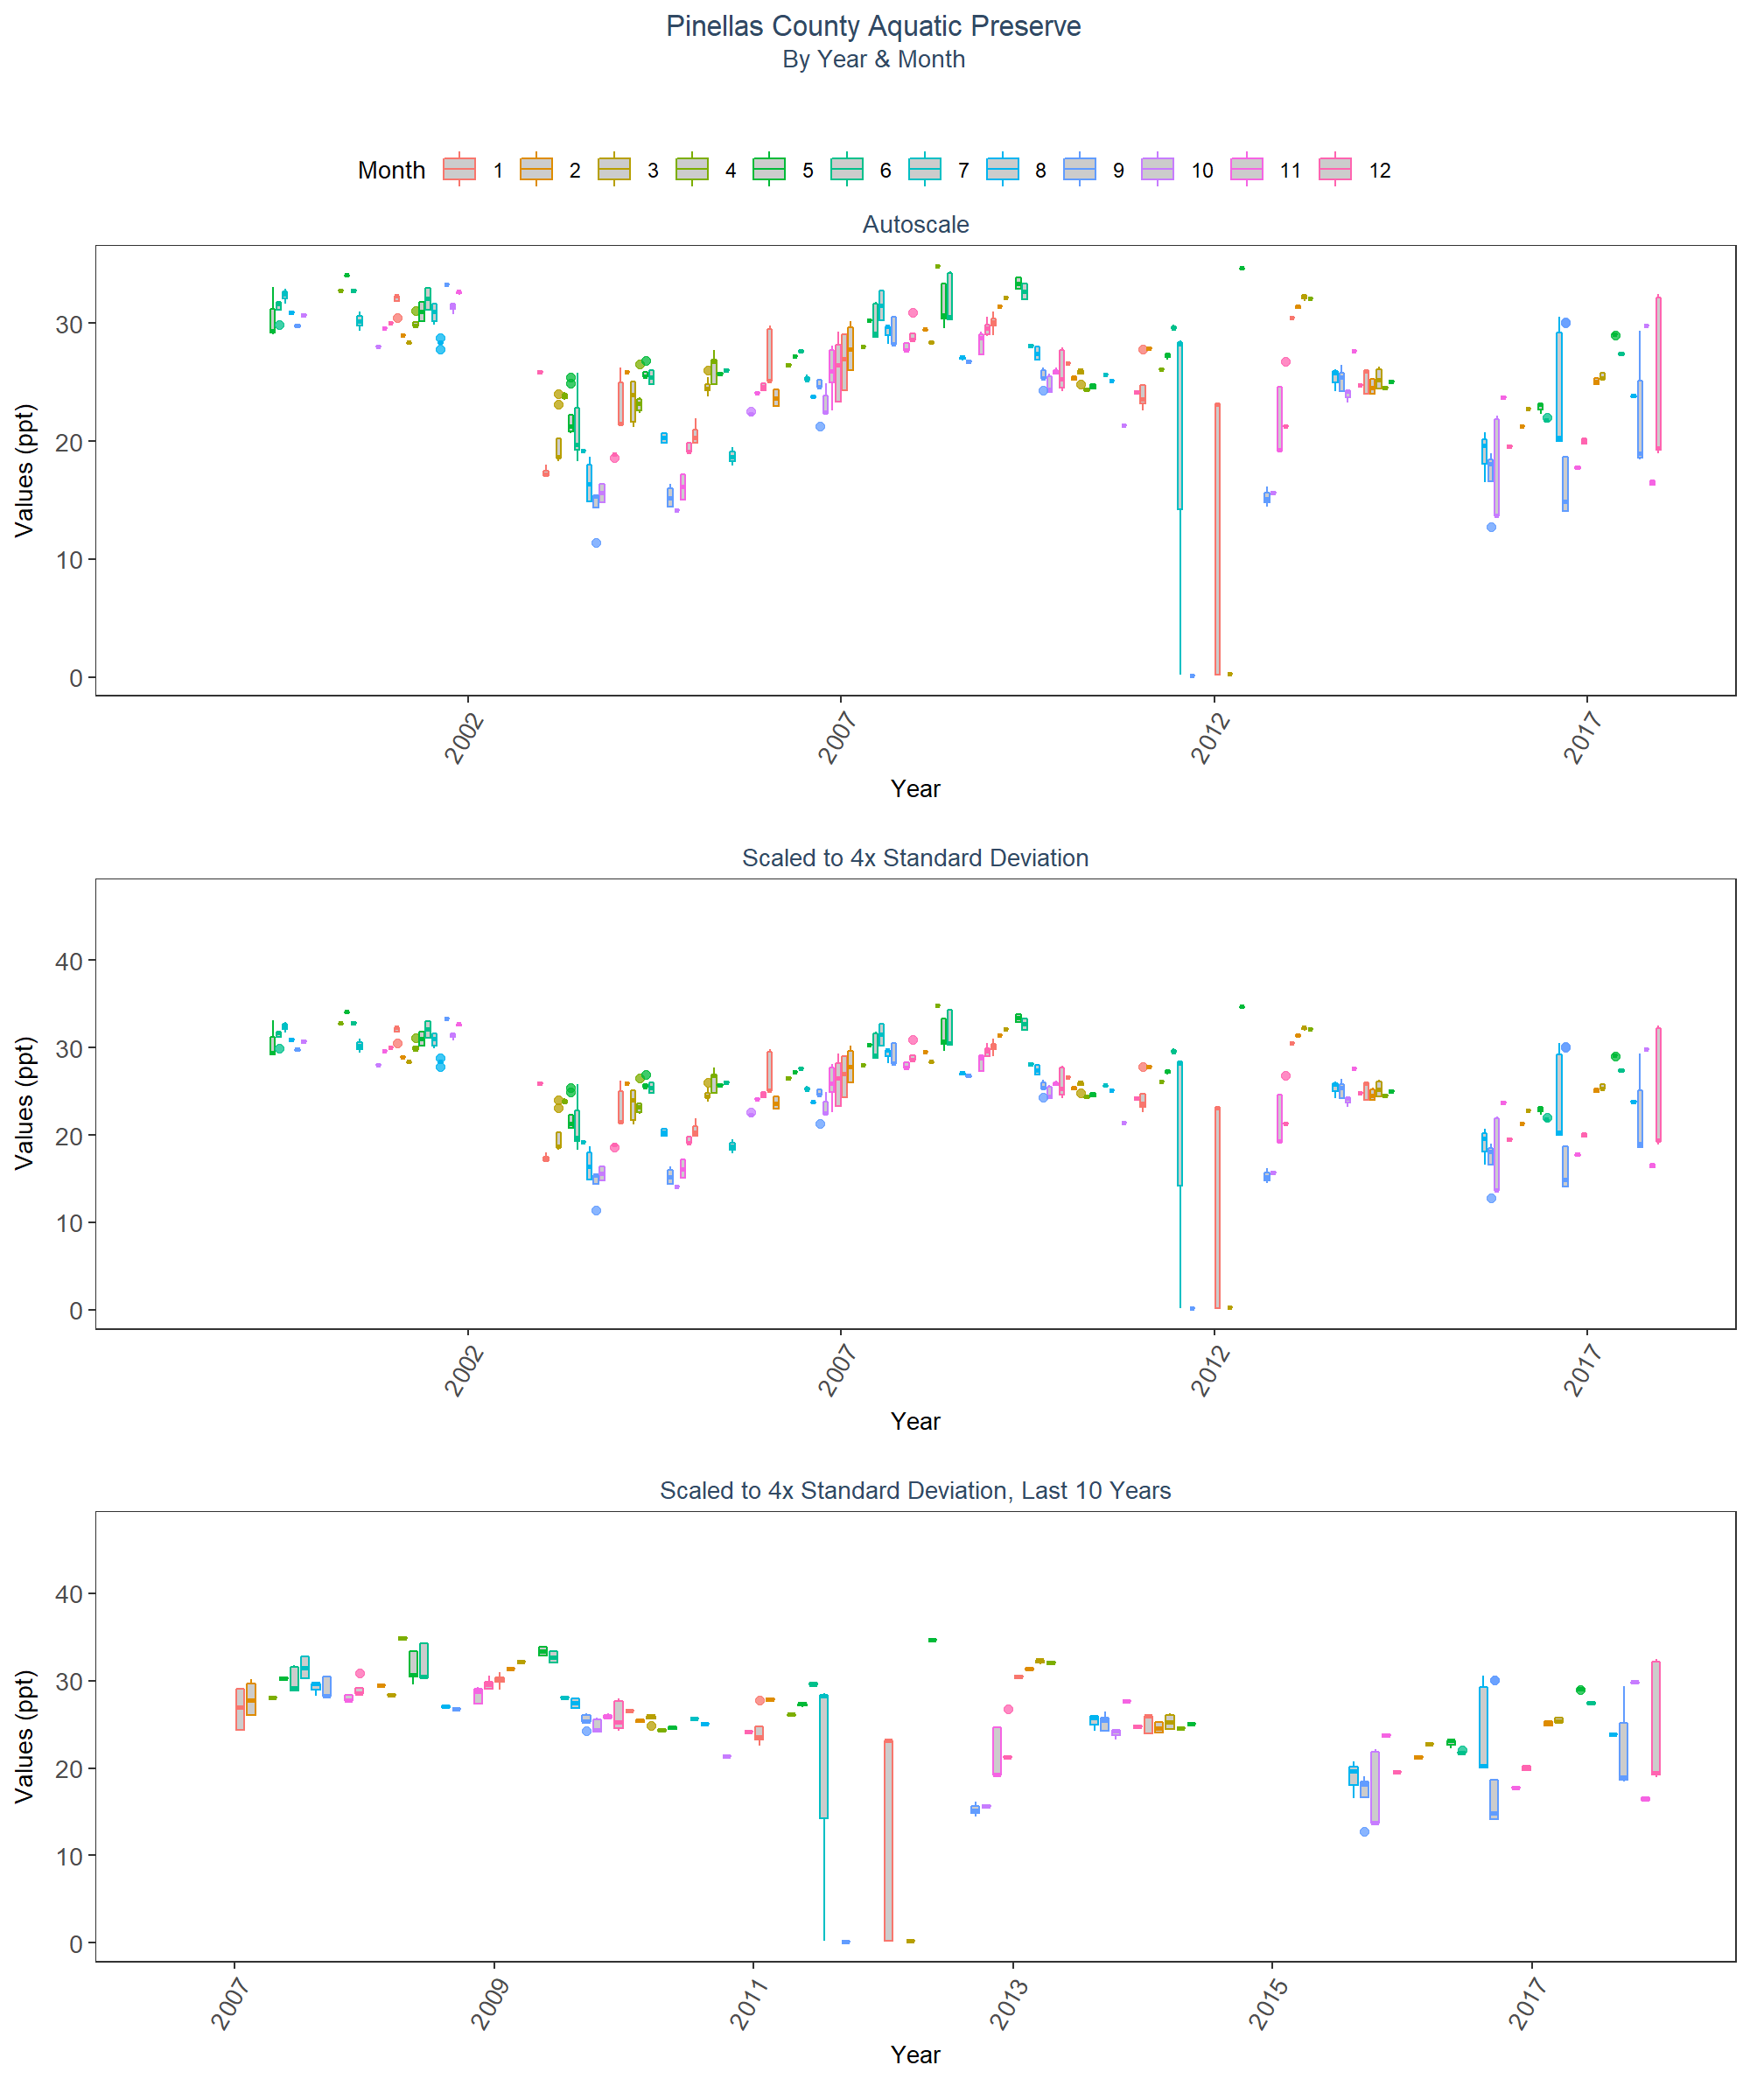 Pinellas County Aquatic Preserve
By Year & Month
Month 1 2 3 4 5 6 7 8 9 10 11 12
Autoscale
Values (ppt)
30
20
10
0
2002 2007 2012 2017
Year
Scaled to 4x Standard Deviation
Values (ppt)
40
30
20
10
0
2002 2007 2012 2017
Year
Scaled to 4x Standard Deviation, Last 10 Years
Values (ppt)
40
30
20
10
0
2007 2009 2011 2013 2015 2017
Year